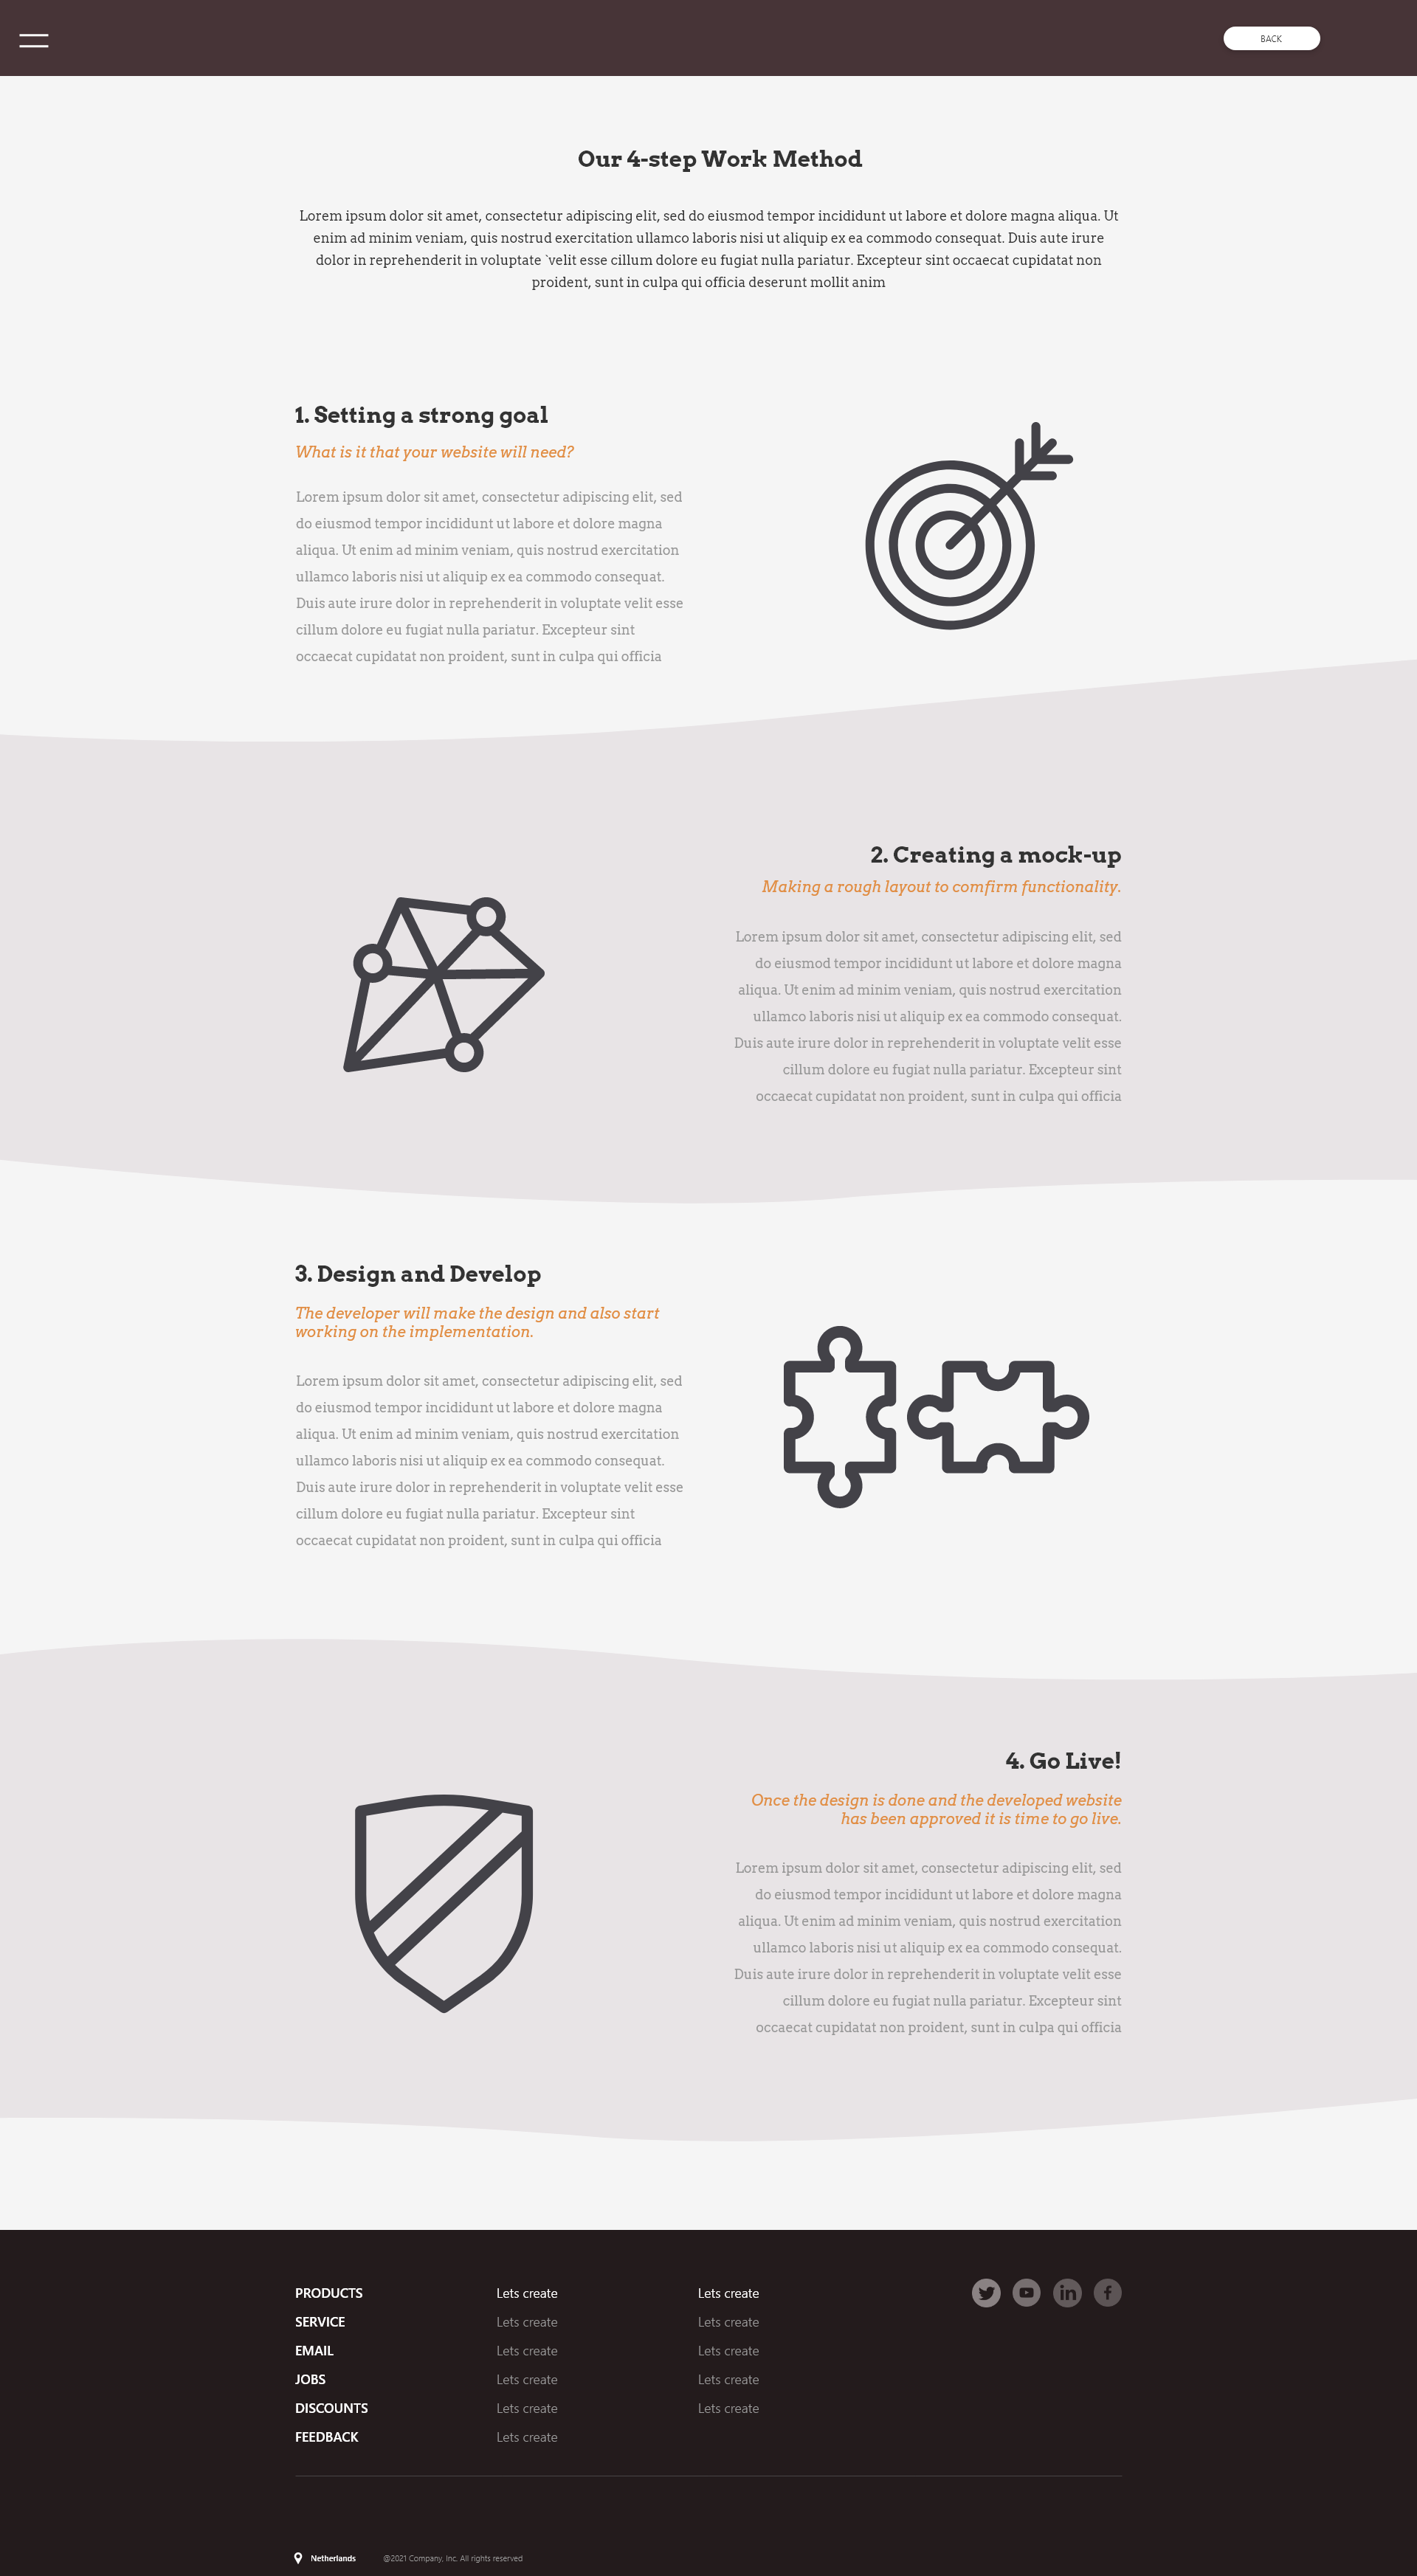 BACK
Our 4-step Work Method
Lorem ipsum dolor sit amet, consectetur adipiscing elit, sed do eiusmod tempor incididunt ut labore et dolore magna aliqua. Ut
enim ad minim veniam, quis nostrud exercitation ullamco laboris nisi ut aliquip ex ea commodo consequat. Duis aute irure
dolor in reprehenderit in voluptate `velit esse cillum dolore eu fugiat nulla pariatur. Excepteur sint occaecat cupidatat non
proident, sunt in culpa qui officia deserunt mollit anim
1. Setting a strong goal
What is it that your website will need?
Lorem ipsum dolor sit amet, consectetur adipiscing elit, sed
do eiusmod tempor incididunt ut labore et dolore magna
aliqua. Ut enim ad minim veniam, quis nostrud exercitation
ullamco laboris nisi ut aliquip ex ea commodo consequat.
Duis aute irure dolor in reprehenderit in voluptate velit esse
cillum dolore eu fugiat nulla pariatur. Excepteur sint
occaecat cupidatat non proident, sunt in culpa qui officia
2. Creating a mock-up
Making a rough layout to comfirm functionality.
Lorem ipsum dolor sit amet, consectetur adipiscing elit, sed
do eiusmod tempor incididunt ut labore et dolore magna
aliqua. Ut enim ad minim veniam, quis nostrud exercitation
ullamco laboris nisi ut aliquip ex ea commodo consequat.
Duis aute irure dolor in reprehenderit in voluptate velit esse
cillum dolore eu fugiat nulla pariatur. Excepteur sint
occaecat cupidatat non proident, sunt in culpa qui officia
3. Design and Develop
The developer will make the design and also start
working on the implementation.
Lorem ipsum dolor sit amet, consectetur adipiscing elit, sed
do eiusmod tempor incididunt ut labore et dolore magna
aliqua. Ut enim ad minim veniam, quis nostrud exercitation
ullamco laboris nisi ut aliquip ex ea commodo consequat.
Duis aute irure dolor in reprehenderit in voluptate velit esse
cillum dolore eu fugiat nulla pariatur. Excepteur sint
occaecat cupidatat non proident, sunt in culpa qui officia
4. Go Live!
Once the design is done and the developed website
has been approved it is time to go live.
Lorem ipsum dolor sit amet, consectetur adipiscing elit, sed
do eiusmod tempor incididunt ut labore et dolore magna
aliqua. Ut enim ad minim veniam, quis nostrud exercitation
ullamco laboris nisi ut aliquip ex ea commodo consequat.
Duis aute irure dolor in reprehenderit in voluptate velit esse
cillum dolore eu fugiat nulla pariatur. Excepteur sint
occaecat cupidatat non proident, sunt in culpa qui officia
PRODUCTS
SERVICE
EMAIL
JOBS
DISCOUNTS
FEEDBACK
Lets create
Lets create
Lets create
Lets create
Lets create
Lets create
Lets create
Lets create
Lets create
Lets create
Lets create
Netherlands
@2021 Company, Inc. All rights reserved